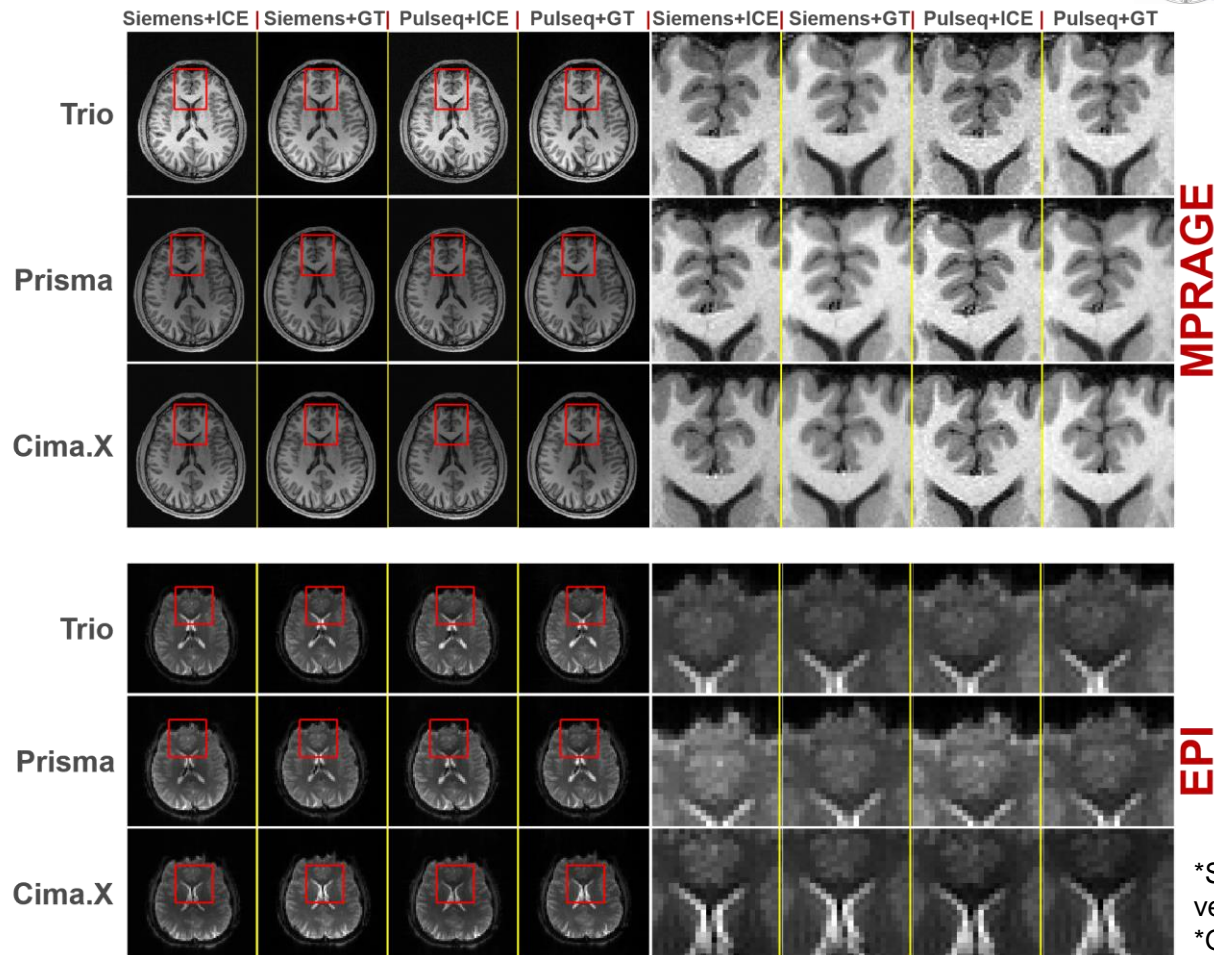 Siemens+ICE | Siemens+GT | Pulseq+ICE | Pulseq+GT | Siemens+ICE | Siemens+GT | Pulseq+ICE | Pulseq+GT
Trio
Prisma
Cima.X
MPRAGE
Trio
Prisma
Cima.X
EPI
*S
ve
*C